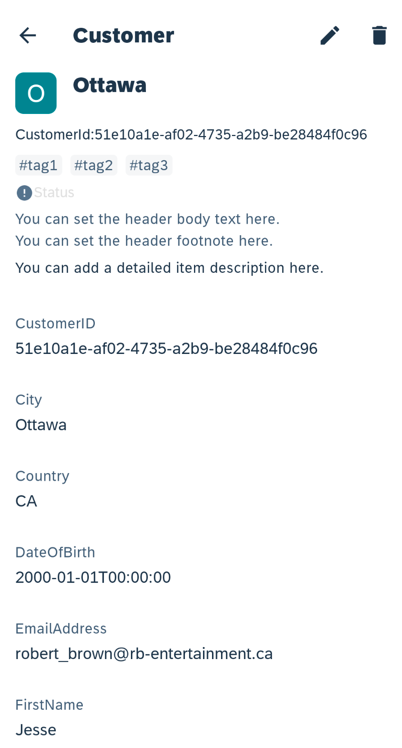 Customer
O
Ottawa
CustomerId:51e10a1e-af02-4735-a2b9-be28484f0c96
#tag1 #tag2 #tag3
Status
You can set the header body text here.
You can set the header footnote here.
You can add a detailed item description here.
CustomerID
51e10a1e-af02-4735-a2b9-be28484f0c96
City
Ottawa
Country
CA
DateOfBirth
2000-01-01T00:00:00
EmailAddress
robert_brown@rb-entertainment.ca
FirstName
Jesse